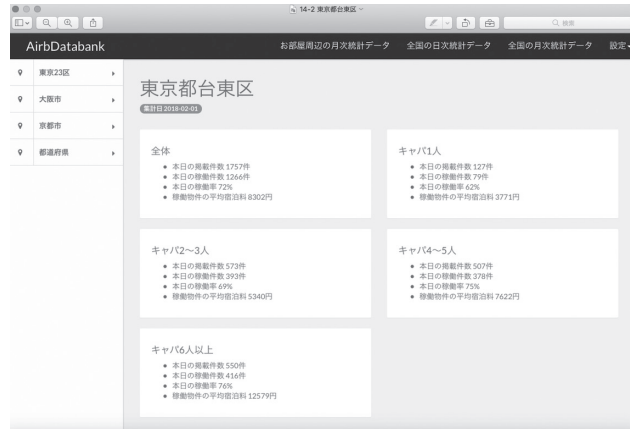 14-2 東京都台東区
検索
AirbDatabank
お部屋周辺の月次統計データ 全国の日次統計データ 全国の月次統計データ 設定
東京23区
大阪市
京都市
都道府県
東京都台東区
集計日 2018-02-01
全体
本日の掲載件数 1757件
本日の稼働件数 1266件
本日の稼働率 72%
稼働物件の平均宿泊料 8302円
キャパ1人
本日の掲載件数 127件
本日の稼働件数 79件
本日の稼働率 62%
稼働物件の平均宿泊料 3771円
キャパ2〜3人
本日の掲載件数 573件
本日の稼働件数 393件
本日の稼働率 69%
稼働物件の平均宿泊料 5340円
キャパ4〜5人
本日の掲載件数 507件
本日の稼働件数 378件
本日の稼働率 75%
稼働物件の平均宿泊料 7622円
キャパ6人以上
本日の掲載件数 550件
本日の稼働件数 416件
本日の稼働率 76%
稼働物件の平均宿泊料 12579円